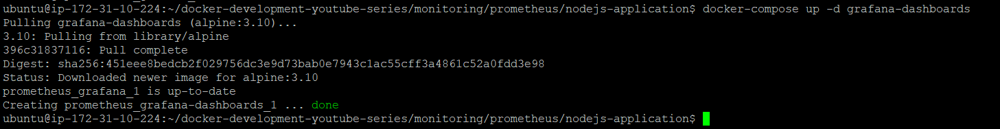 ubuntu@ip-172-31-10-224:~/docker-development-youtube-series/monitoring/prometheus/nodejs-application$ docker-compose up -d grafana-dashboards
Pulling grafana-dashboards (alpine:3.10)...
3.10: Pulling from library/alpine
396c31837116: Pull complete
Digest: sha256:451eee8bedcb2f029756dc3e9d73bab0e7943c1ac55cff3a4861c52a0fdd3e98
Status: Downloaded newer image for alpine:3.10
prometheus_grafana_1 is up-to-date
Creating prometheus_grafana-dashboards_1 ... done
ubuntu@ip-172-31-10-224:~/docker-development-youtube-series/monitoring/prometheus/nodejs-application$